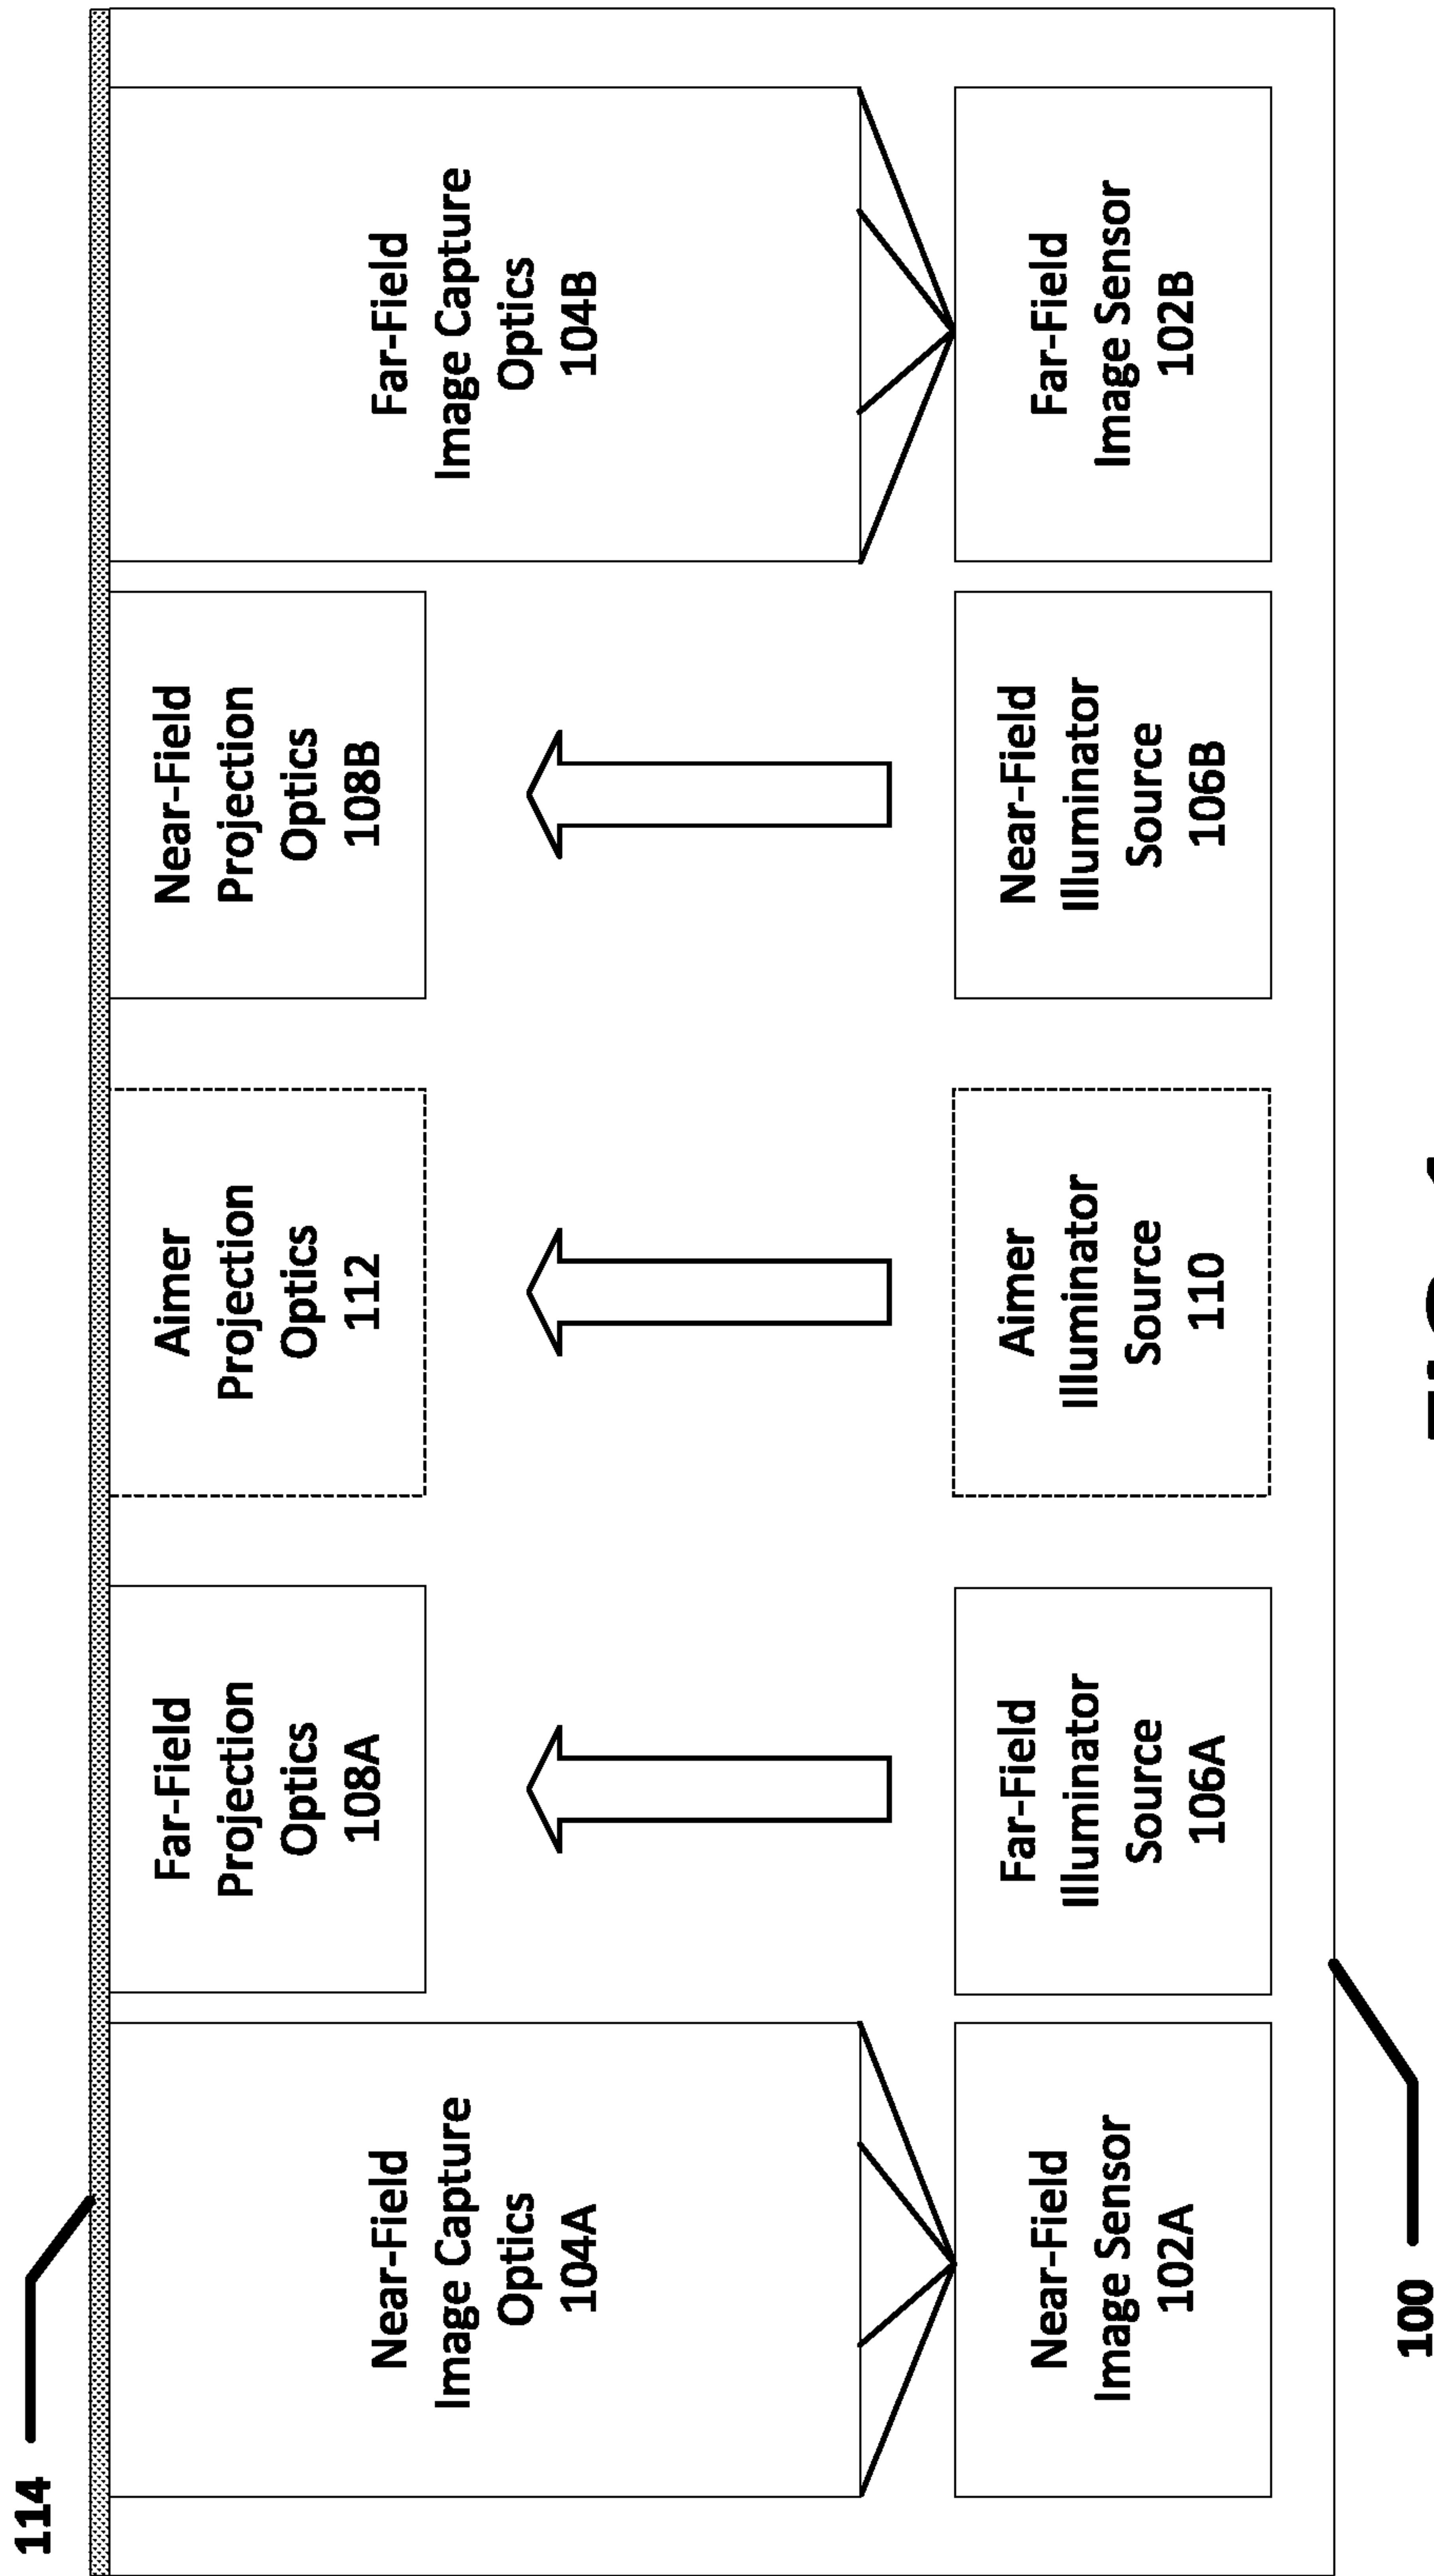 114
Near-Field
Image Capture
Optics
104A
Far-Field
Projection
Optics
108A
Aimer
Projection
Optics
112
Near-Field
Projection
Optics
108B
Far-Field
Image Capture
Optics
104B
Near-Field
Image Sensor
102A
Far-Field
Illuminator
Source
106A
Aimer
Illuminator
Source
110
Near-Field
Illuminator
Source
106B
Far-Field
Image Sensor
102B
100